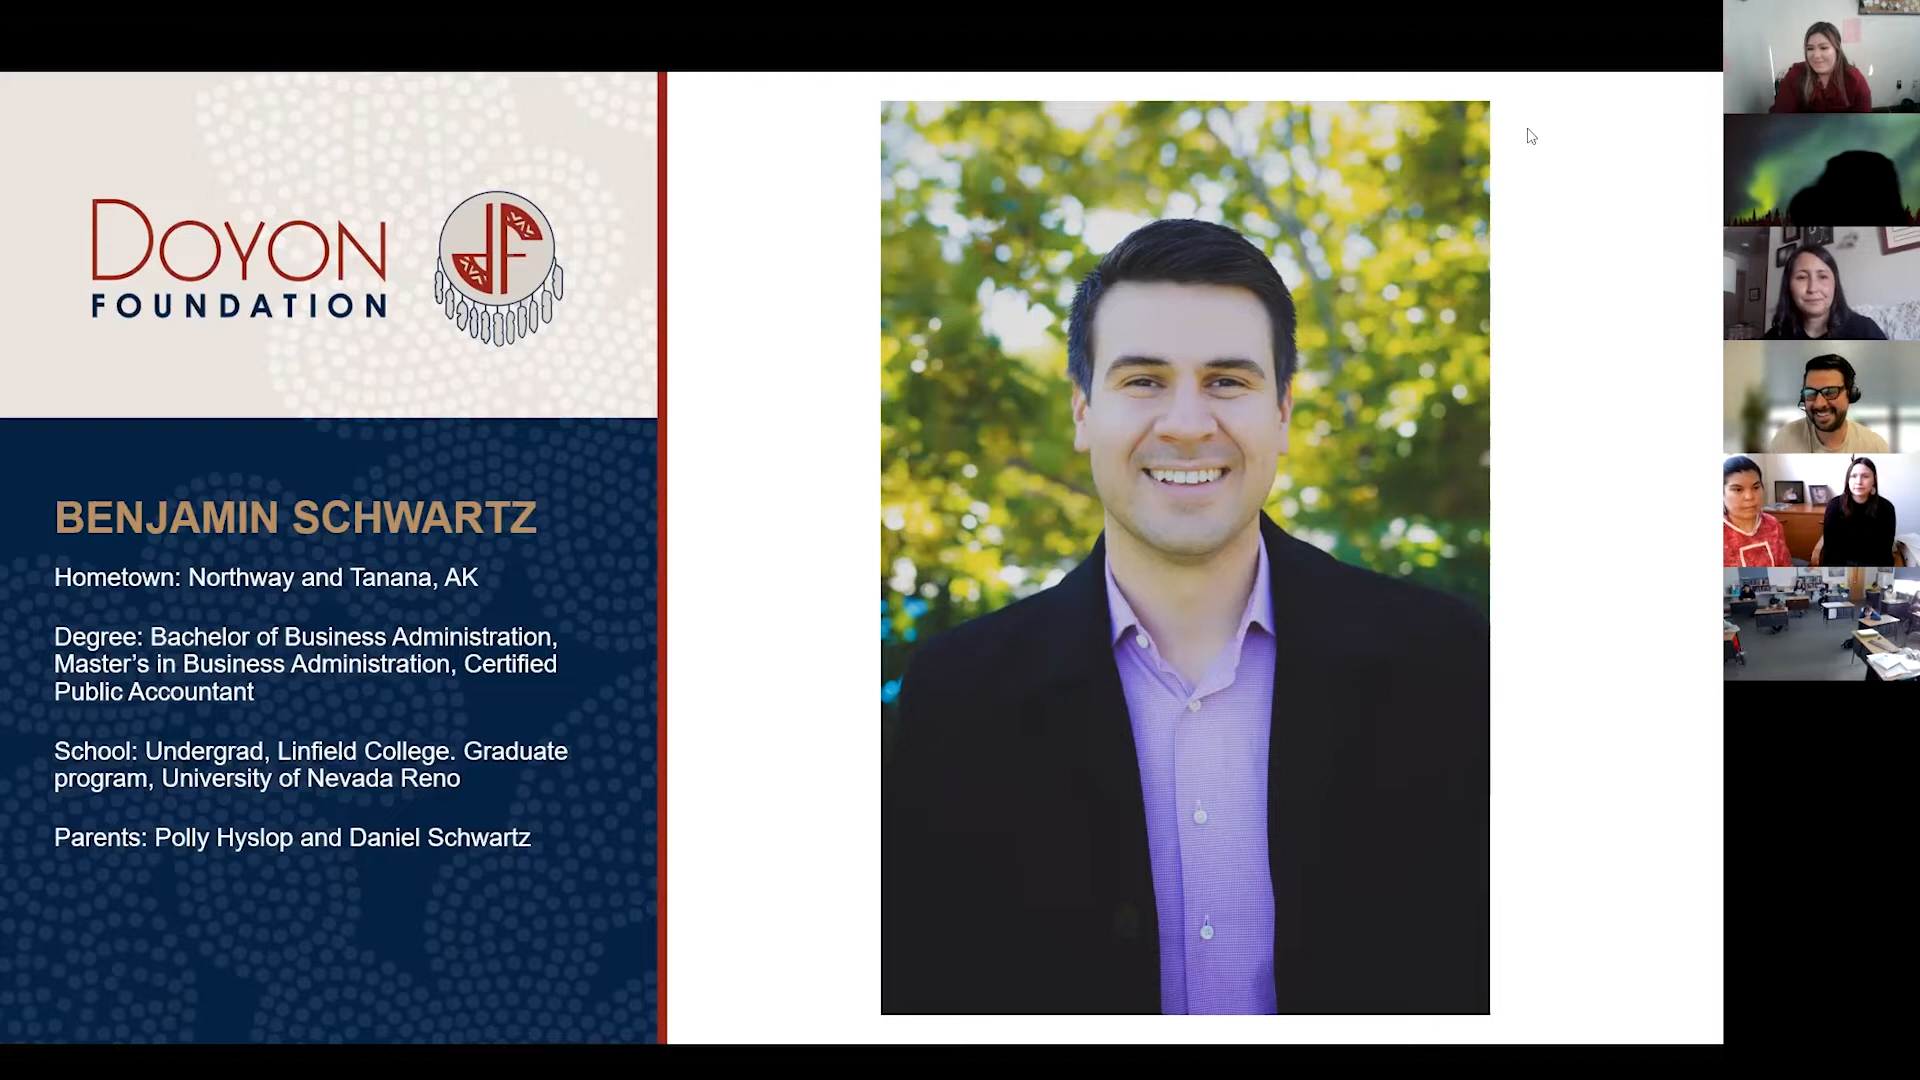 DOYON
FOUNDATION
BENJAMIN SCHWARTZ
Hometown: Northway and Tanana, AK
Degree: Bachelor of Business Administration,
Master’s in Business Administration, Certified
Public Accountant
School: Undergrad, Linfield College. Graduate
program, University of Nevada Reno
Parents: Polly Hyslop and Daniel Schwartz